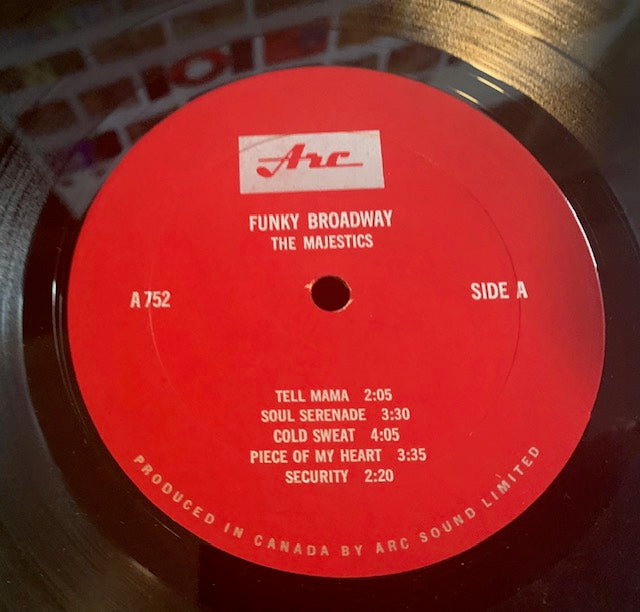 Arc
FUNKY BROADWAY
THE MAJESTICS
A 752
SIDE A
TELL MAMA 2:05
SOUL SERENADE 3:30
COLD SWEAT 4:05
PIECE OF MY HEART 3:35
SECURITY 2:20
PRODUCED IN CANADA BY ARC SOUND LIMITED